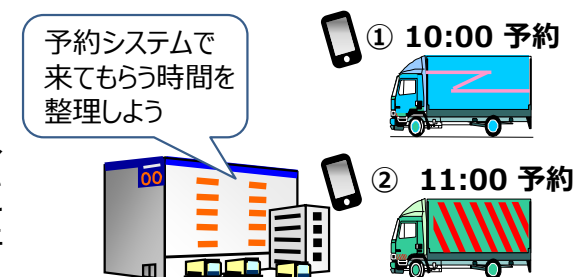 予約システムで
来てもらう時間を
整理しよう
① 10:00 予約
② 11:00 予約
00